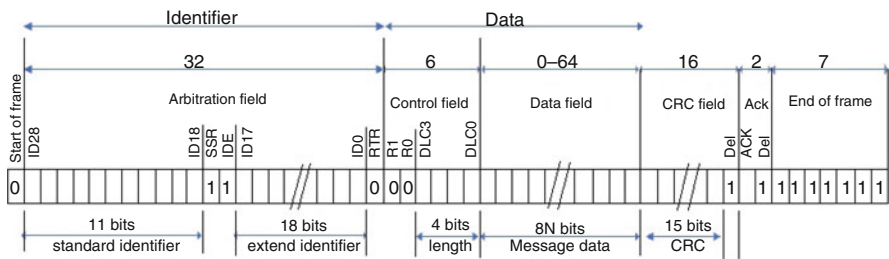 Identifier Data
32 6 0–64 16 2 7
Arbitration field Control field Data field CRC field Ack End of frame
Start of frame ID28 ID18 SSR IDE ID17 ID0 RTR R1 R0 DLC3 DLC0 Del ACK Del
0 1 1 0 0 0 1 1 1 1 1 1 1 1 1
11 bits 18 bits 4 bits 8N bits 15 bits
standard identifier extend identifier length Message data CRC